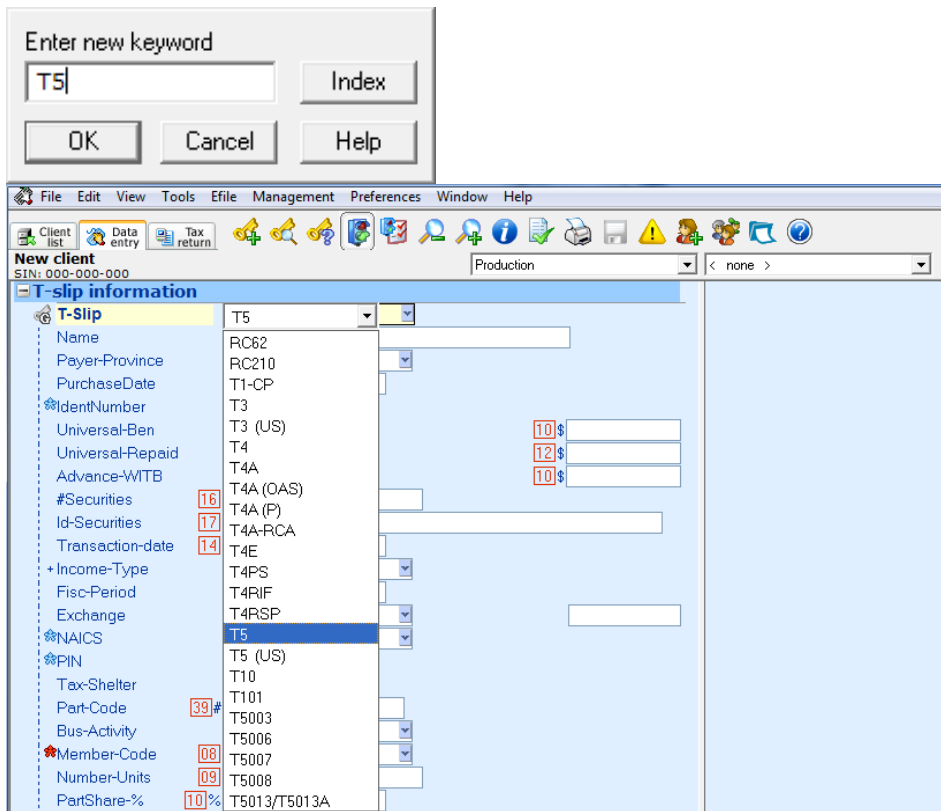 Enter new keyword
T5
Index
OK Cancel Help
File Edit View Tools Efile Management Preferences Window Help
Client list Data entry Tax return
New client
SIN: 000-000-000
Production < none >
T-slip information
T-Slip T5
Name RC62
Payer-Province RC210
PurchaseDate T1-CP
IdentNumber T3
Universal-Ben T3 (US) 10 $
Universal-Repaid T4 12 $
Advance-WITB T4A 10 $
#Securities 16 T4A (OAS)
Id-Securities 17 T4A (P)
T4A-RCA
Transaction-date 14 T4E
+Income-Type T4PS
Fisc-Period T4RIF
Exchange T4RSP
NAICS T5
PIN T5 (US)
Tax-Shelter T10
Part-Code 39 # T101
Bus-Activity T5003
Member-Code 08 T5006
T5007
Number-Units 09 T5008
PartShare-% 10 % T5013/T5013A